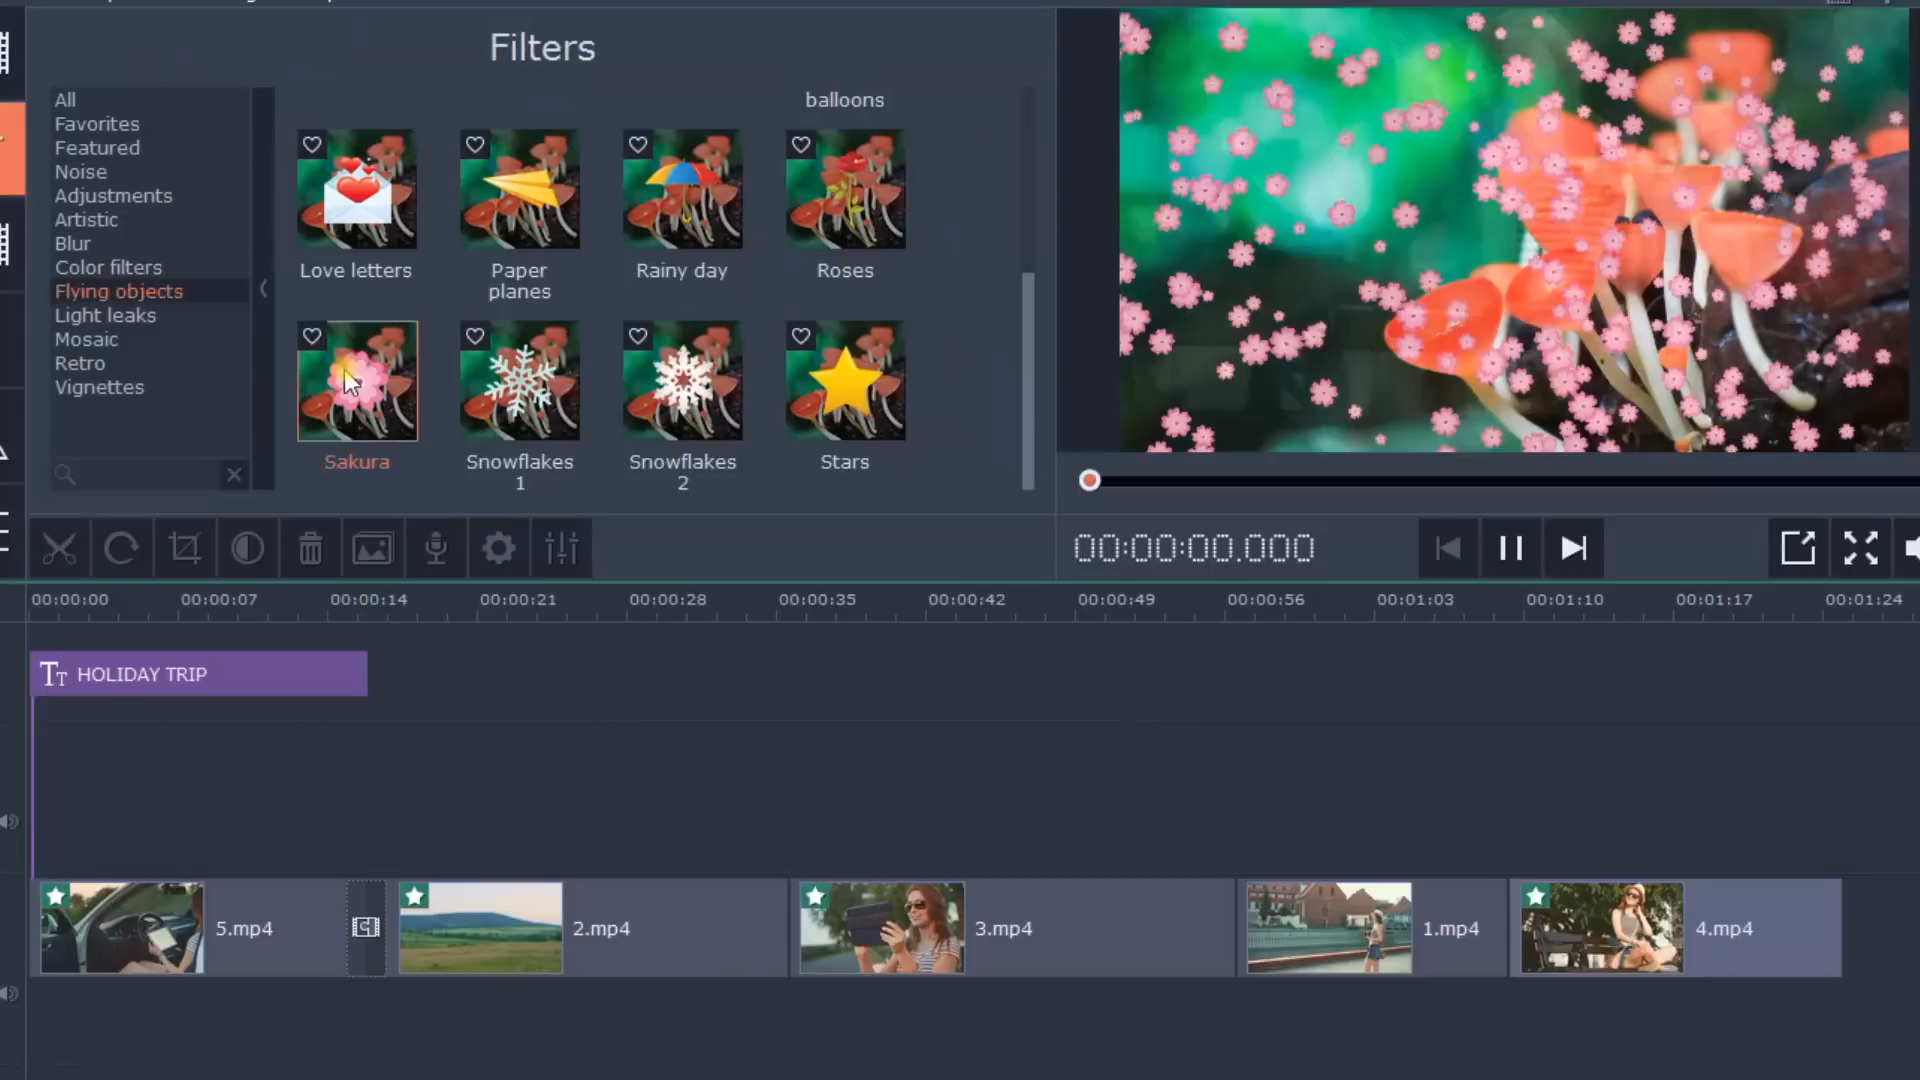 Filters
All
Favorites
Featured
Noise
Adjustments
Artistic
Blur
Color filters
Flying objects
Light leaks
Mosaic
Retro
Vignettes
balloons
Love letters
Paper
planes
Rainy day
Roses
Sakura
Snowflakes
1
Snowflakes
2
Stars
00:00:00.000
00:00:00
00:00:07
00:00:14
00:00:21
00:00:28
00:00:35
00:00:42
00:00:49
00:00:56
00:01:03
00:01:10
00:01:17
00:01:24
Tт HOLIDAY TRIP
5.mp4
2.mp4
3.mp4
1.mp4
4.mp4